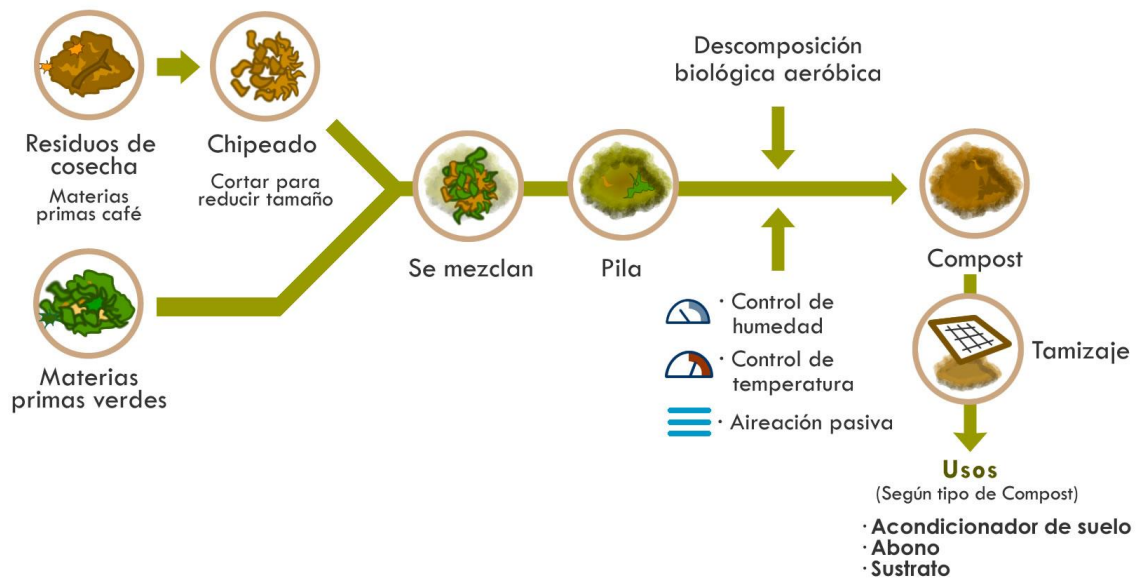 Residuos de
cosecha
Materias
primas café
Chipeado
Cortar para
reducir tamaño
Materias
primas verdes
Se mezclan
Pila
Descomposición
biológica aeróbica
· Control de
humedad
· Control de
temperatura
· Aireación pasiva
Compost
Tamizaje
Usos
(Según tipo de Compost)
· Acondicionador de suelo
· Abono
· Sustrato